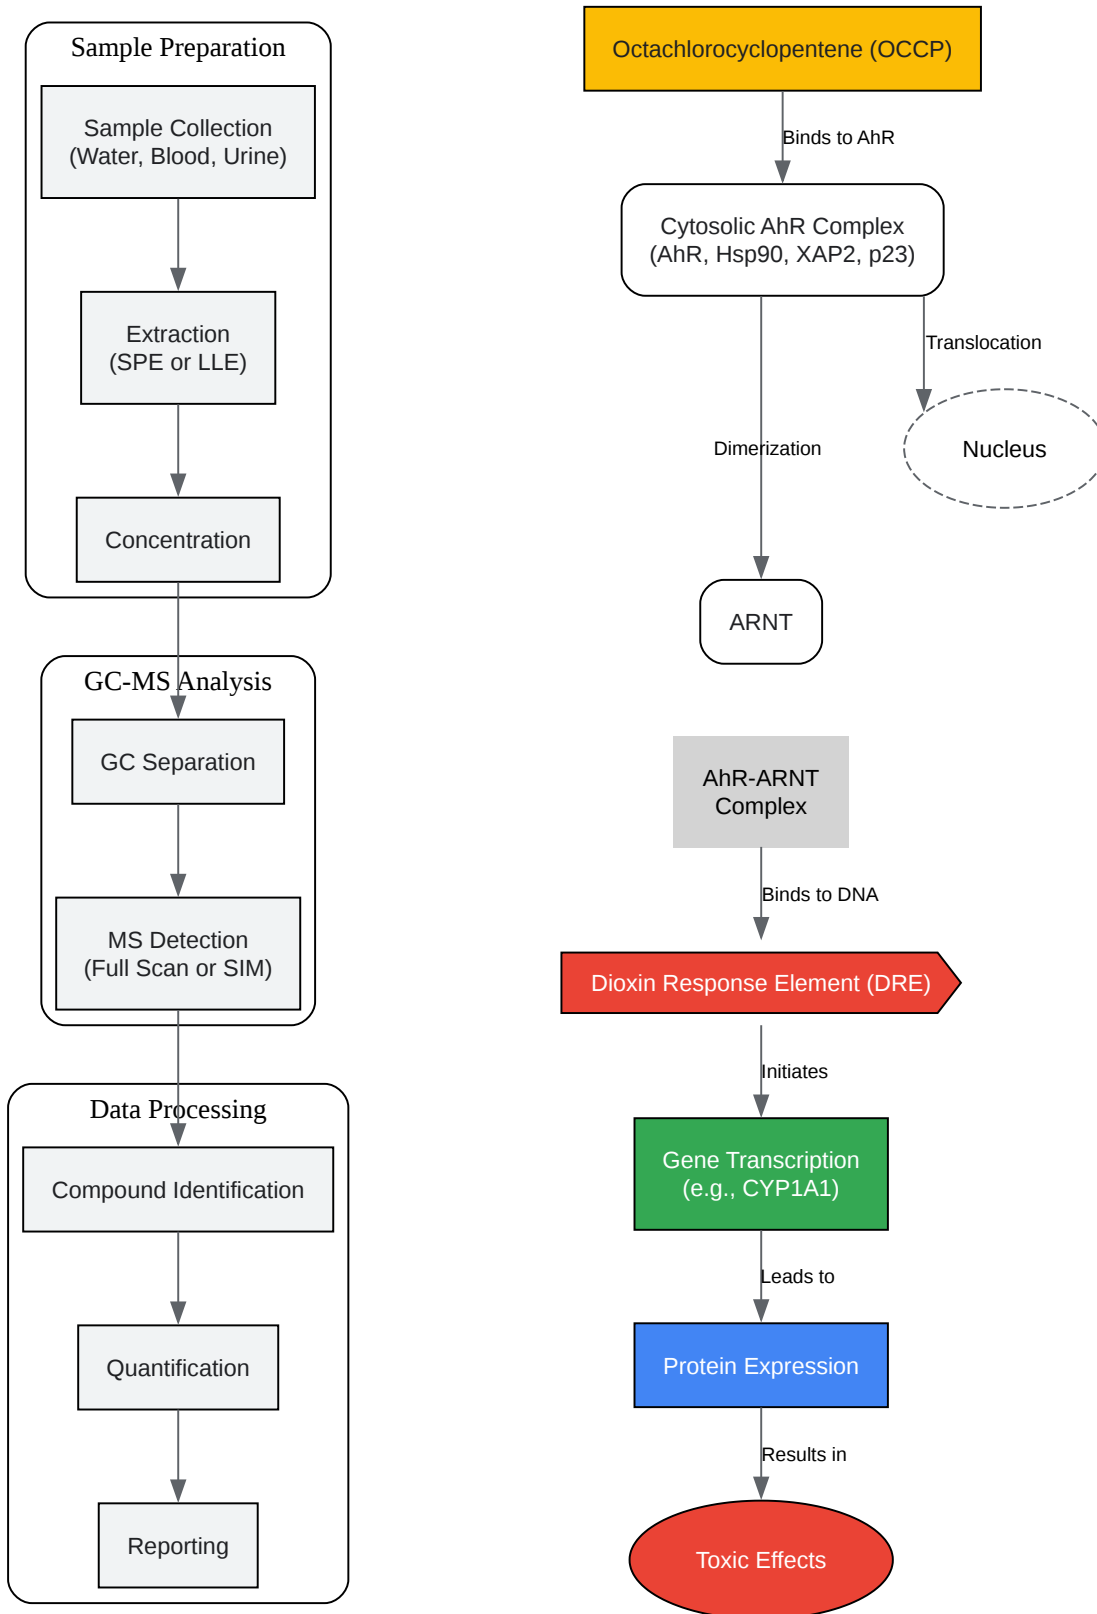 Sample Preparation
Sample Collection
(Water, Blood, Urine)
Extraction
(SPE or LLE)
Concentration
GC-MS Analysis
GC Separation
MS Detection
(Full Scan or SIM)
Data Processing
Compound Identification
Quantification
Reporting
Octachlorocyclopentene (OCCP)
Binds to AhR
Cytosolic AhR Complex
(AhR, Hsp90, XAP2, p23)
Translocation
Nucleus
Dimerization
ARNT
AhR-ARNT
Complex
Binds to DNA
Dioxin Response Element (DRE)
Initiates
Gene Transcription
(e.g., CYP1A1)
Leads to
Protein Expression
Results in
Toxic Effects